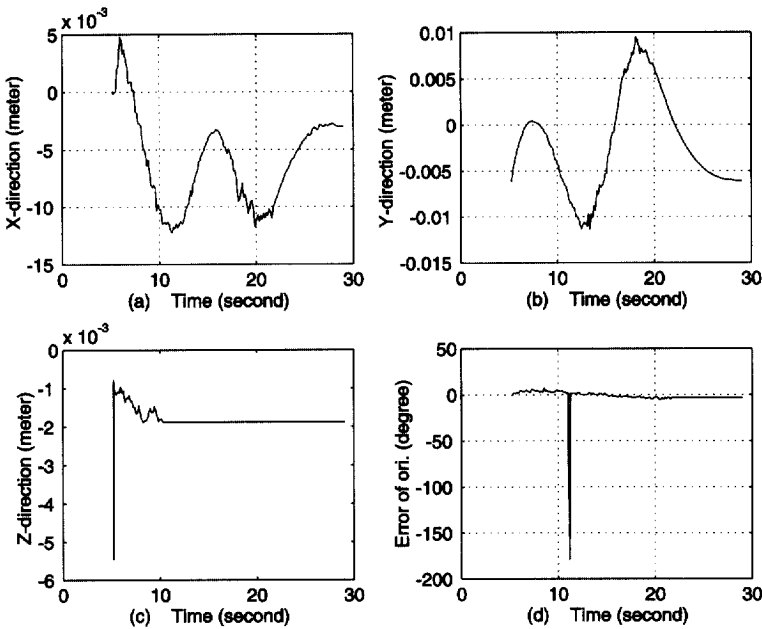 x 10⁻³
5
0
-5
-10
-15
X-direction (meter)
0 10 20 30
(a) Time (second)
0.01
0.005
0
-0.005
-0.01
-0.015
Y-direction (meter)
0 10 20 30
(b) Time (second)
x 10⁻³
0
-1
-2
-3
-4
-5
-6
Z-direction (meter)
0 10 20 30
(c) Time (second)
50
0
-50
-100
-150
-200
Error of ori. (degree)
0 10 20 30
(d) Time (second)